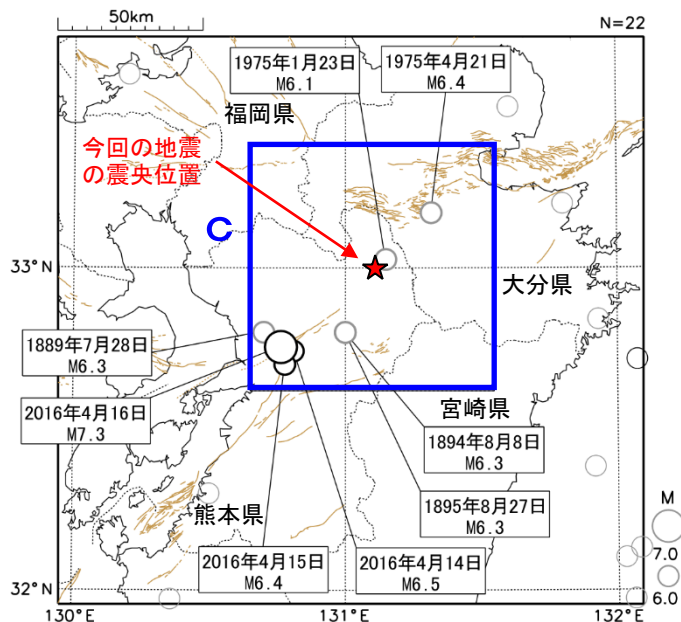 50km
N=22
1975年1月23日
M6.1
1975年4月21日
M6.4
福岡県
今回の地震
の震央位置
C
33°N
大分県
1889年7月28日
M6.3
2016年4月16日
M7.3
宮崎県
1894年8月8日
M6.3
1895年8月27日
M6.3
熊本県
2016年4月15日
M6.4
2016年4月14日
M6.5
M
7.0
6.0
32°N
130°E
131°E
132°E